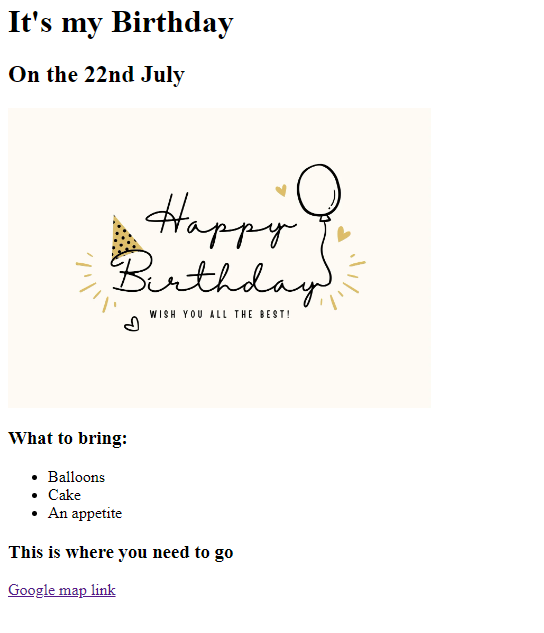 It's my Birthday
On the 22nd July
Happy
Birthday
WISH YOU ALL THE BEST!
What to bring:
Balloons
Cake
An appetite
This is where you need to go
Google map link